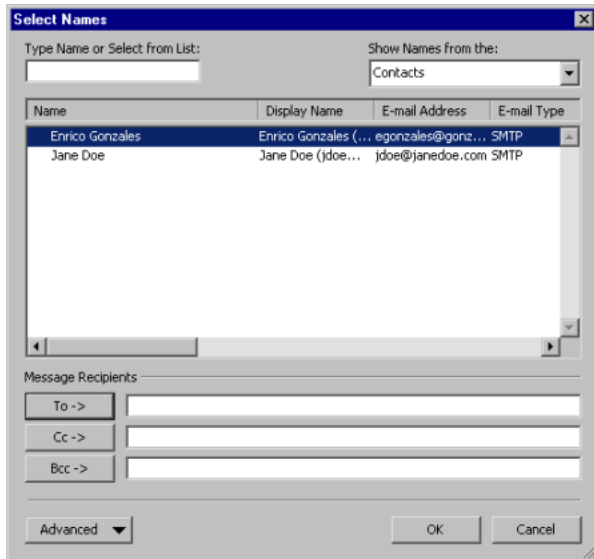 Select Names
Type Name or Select from List: Show Names from the:
Contacts
Name Display Name E-mail Address E-mail Type
Enrico Gonzales Enrico Gonzales (... egonzales@gonz... SMTP
Jane Doe Jane Doe (jdoe... jdoe@janedoe.com SMTP
Message Recipients
To ->
Cc ->
Bcc ->
Advanced OK Cancel